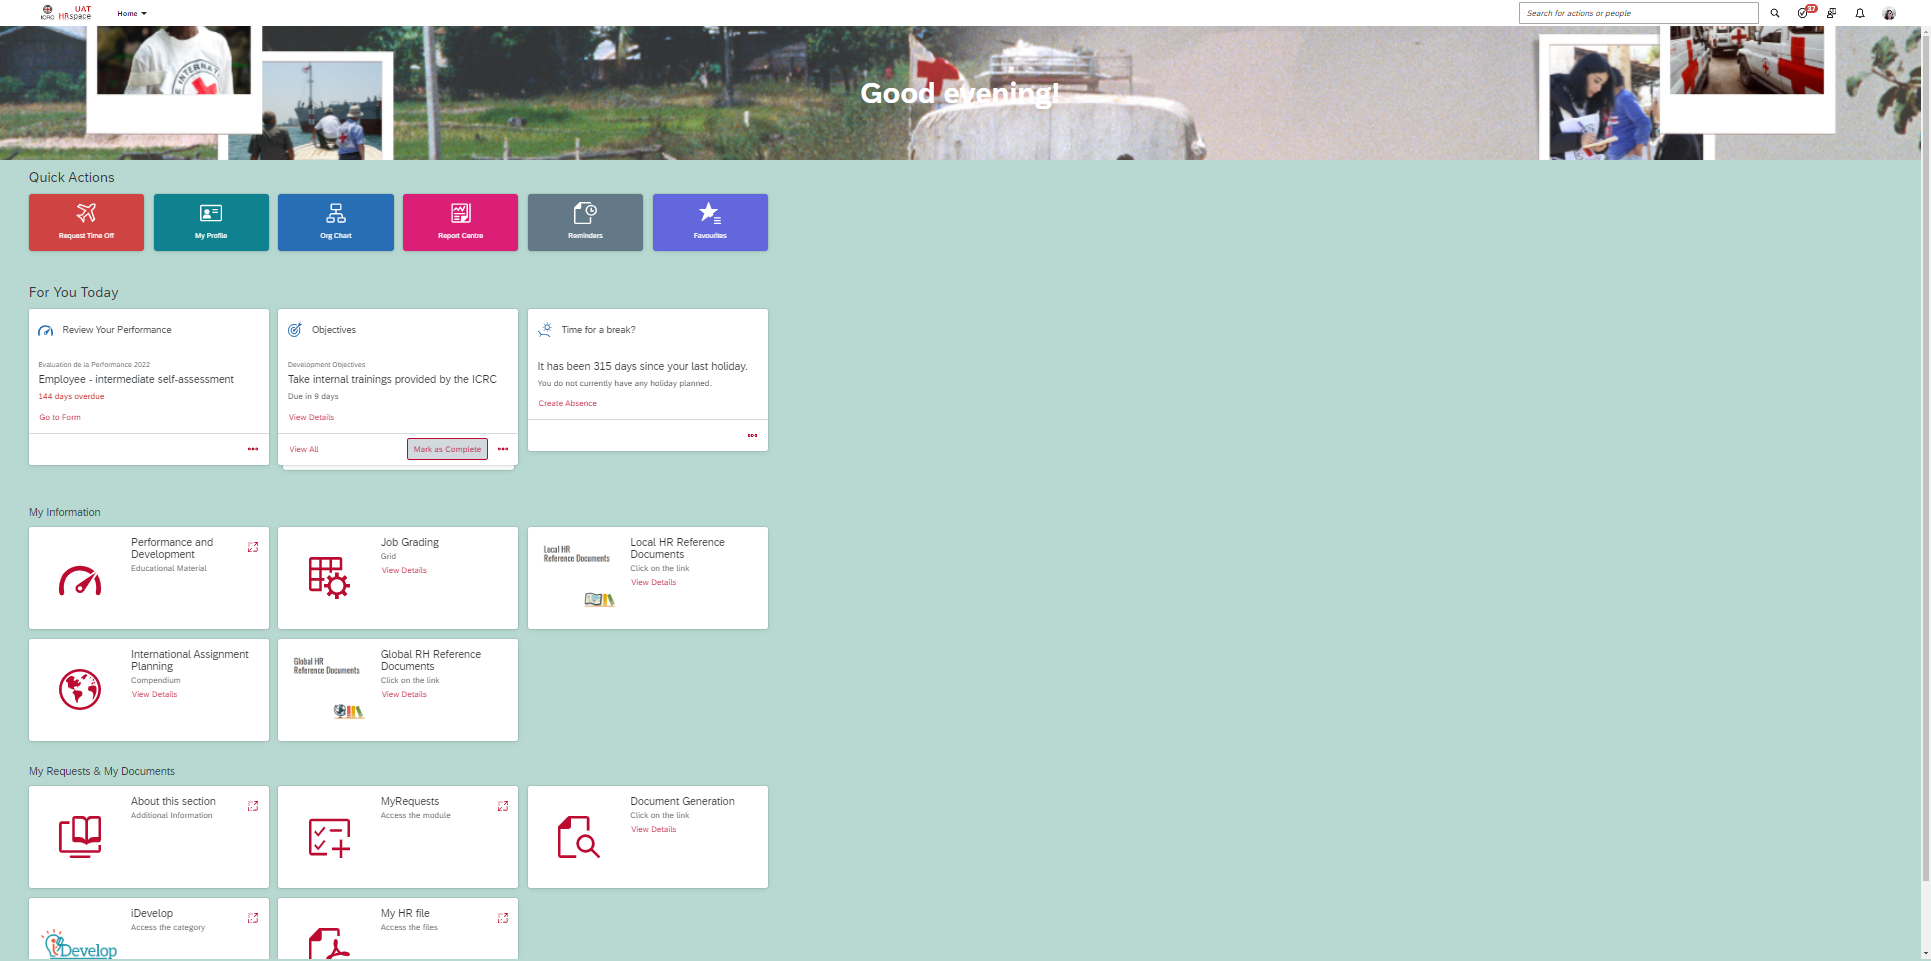 ICRC
UAT
HRspace
Home
Search for actions or people
37
INTERNAT
Good evening!
Quick Actions
Request Time Off
My Profile
Org Chart
Report Centre
Reminders
Favourites
For You Today
Review Your Performance
Evaluation de la Performance 2022
Employee - intermediate self-assessment
144 days overdue
Go to Form
Objectives
Development Objectives
Take internal trainings provided by the ICRC
Due in 9 days
View Details
View All
Mark as Complete
Time for a break?
It has been 315 days since your last holiday.
You do not currently have any holiday planned.
Create Absence
My Information
Performance and
Development
Educational Material
Job Grading
Grid
View Details
Local HR
Reference Documents
Local HR Reference
Documents
Click on the link
View Details
International Assignment
Planning
Compendium
View Details
Global HR
Reference Documents
Global RH Reference
Documents
Click on the link
View Details
My Requests & My Documents
About this section
Additional Information
MyRequests
Access the module
Document Generation
Click on the link
View Details
iDevelop
Access the category
iDevelop
My HR file
Access the files